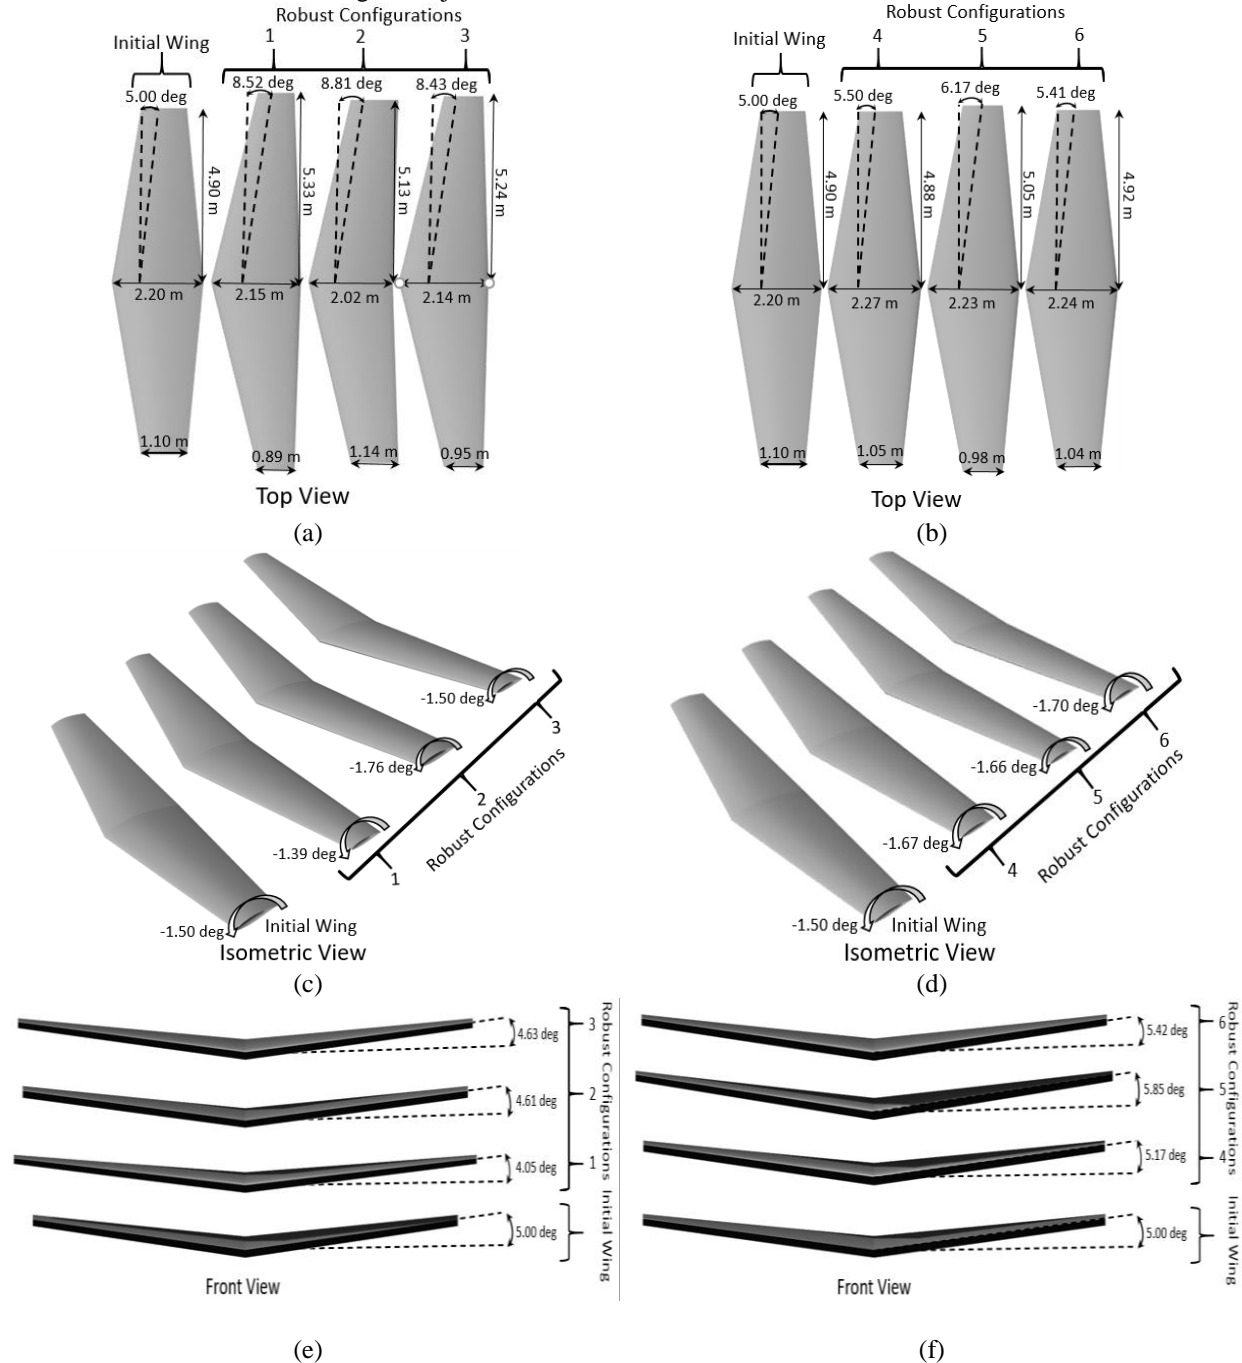 Robust Configurations
1 2 3
Initial Wing
5.00 deg 8.52 deg 8.81 deg 8.43 deg
4.90 m 5.33 m 5.13 m 5.24 m
2.20 m 2.15 m 2.02 m 2.14 m
1.10 m 0.89 m 1.14 m 0.95 m
Top View
(a)
Robust Configurations
4 5 6
Initial Wing
5.00 deg 5.50 deg 6.17 deg 5.41 deg
4.90 m 4.88 m 5.05 m 4.92 m
2.20 m 2.27 m 2.23 m 2.24 m
1.10 m 1.05 m 0.98 m 1.04 m
Top View
(b)
-1.50 deg
3
-1.76 deg
2
-1.39 deg
1
Robust Configurations
-1.50 deg
Initial Wing
Isometric View
(c)
-1.70 deg
6
-1.66 deg
5
-1.67 deg
4
Robust Configurations
-1.50 deg
Initial Wing
Isometric View
(d)
4.63 deg 3
4.61 deg 2
4.05 deg 1
Robust Configurations
5.00 deg
Initial Wing
Front View
(e)
5.42 deg 6
5.85 deg 5
5.17 deg 4
Robust Configurations
5.00 deg
Initial Wing
Front View
(f)